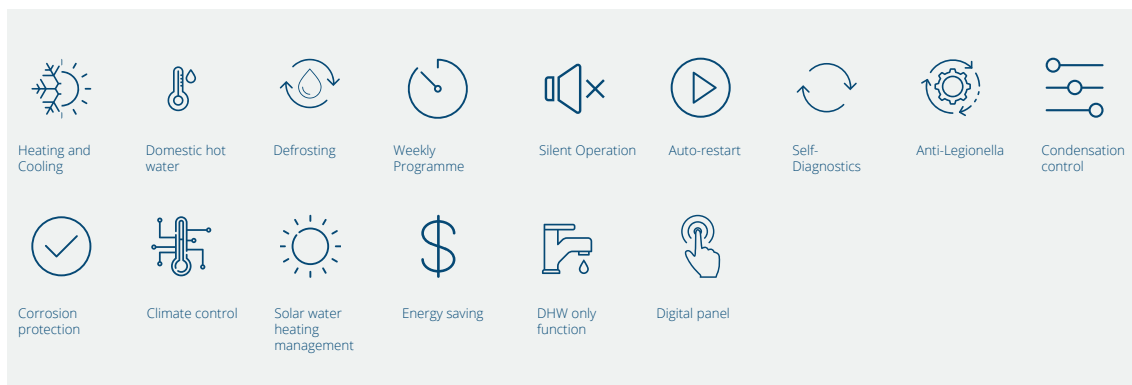 Heating and
Cooling
Domestic hot
water
Defrosting
Weekly
Programme
Silent Operation
Auto-restart
Self-
Diagnostics
Anti-Legionella
Condensation
control
Corrosion
protection
Climate control
Solar water
heating
management
Energy saving
DHW only
function
Digital panel